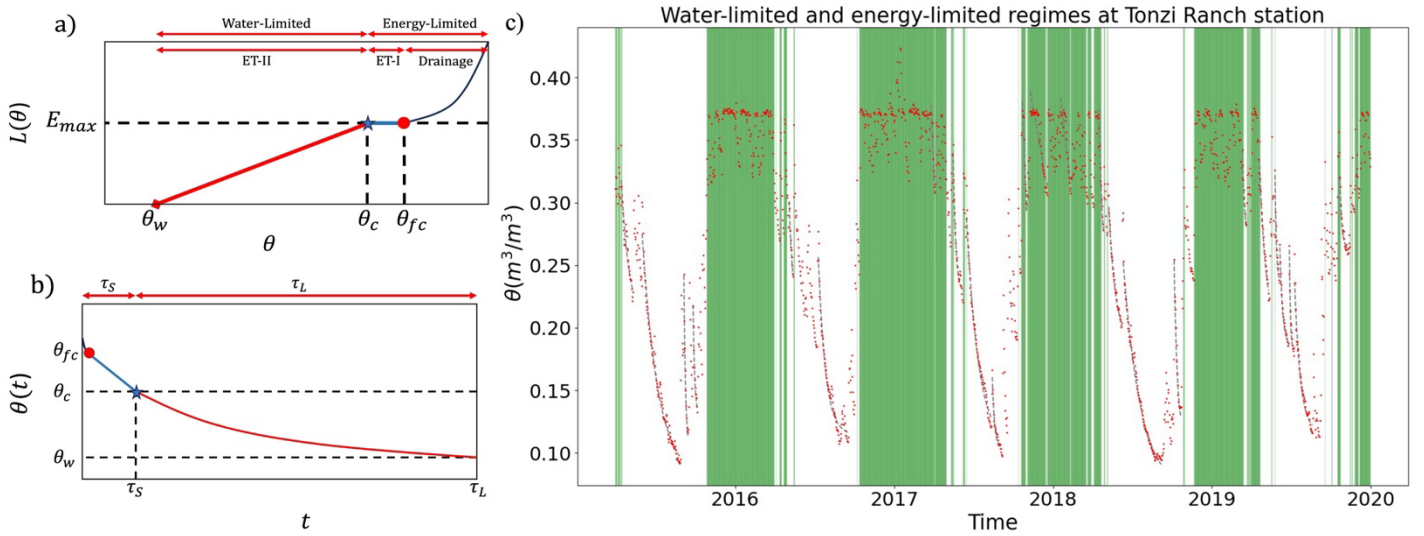 a)
Water-Limited
Energy-Limited
ET-II
ET-I
Drainage
L(θ)
E_max
θ_w
θ_c
θ_fc
θ
b)
τ_S
τ_L
θ_fc
θ_c
θ_w
θ(t)
τ_S
τ_L
t
c)
Water-limited and energy-limited regimes at Tonzi Ranch station
θ(m³/m³)
0.40
0.35
0.30
0.25
0.20
0.15
0.10
2016
2017
2018
2019
2020
Time